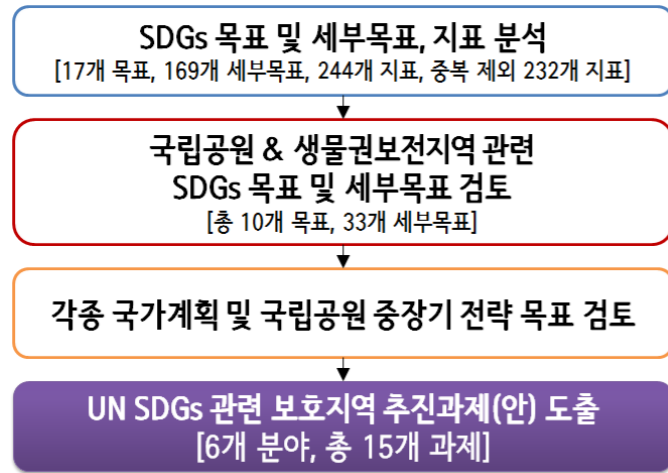 SDGs 목표 및 세부목표, 지표 분석
[17개 목표, 169개 세부목표, 244개 지표, 중복 제외 232개 지표]
국립공원 & 생물권보전지역 관련
SDGs 목표 및 세부목표 검토
[총 10개 목표, 33개 세부목표]
각종 국가계획 및 국립공원 중장기 전략 목표 검토
UN SDGs 관련 보호지역 추진과제(안) 도출
[6개 분야, 총 15개 과제]